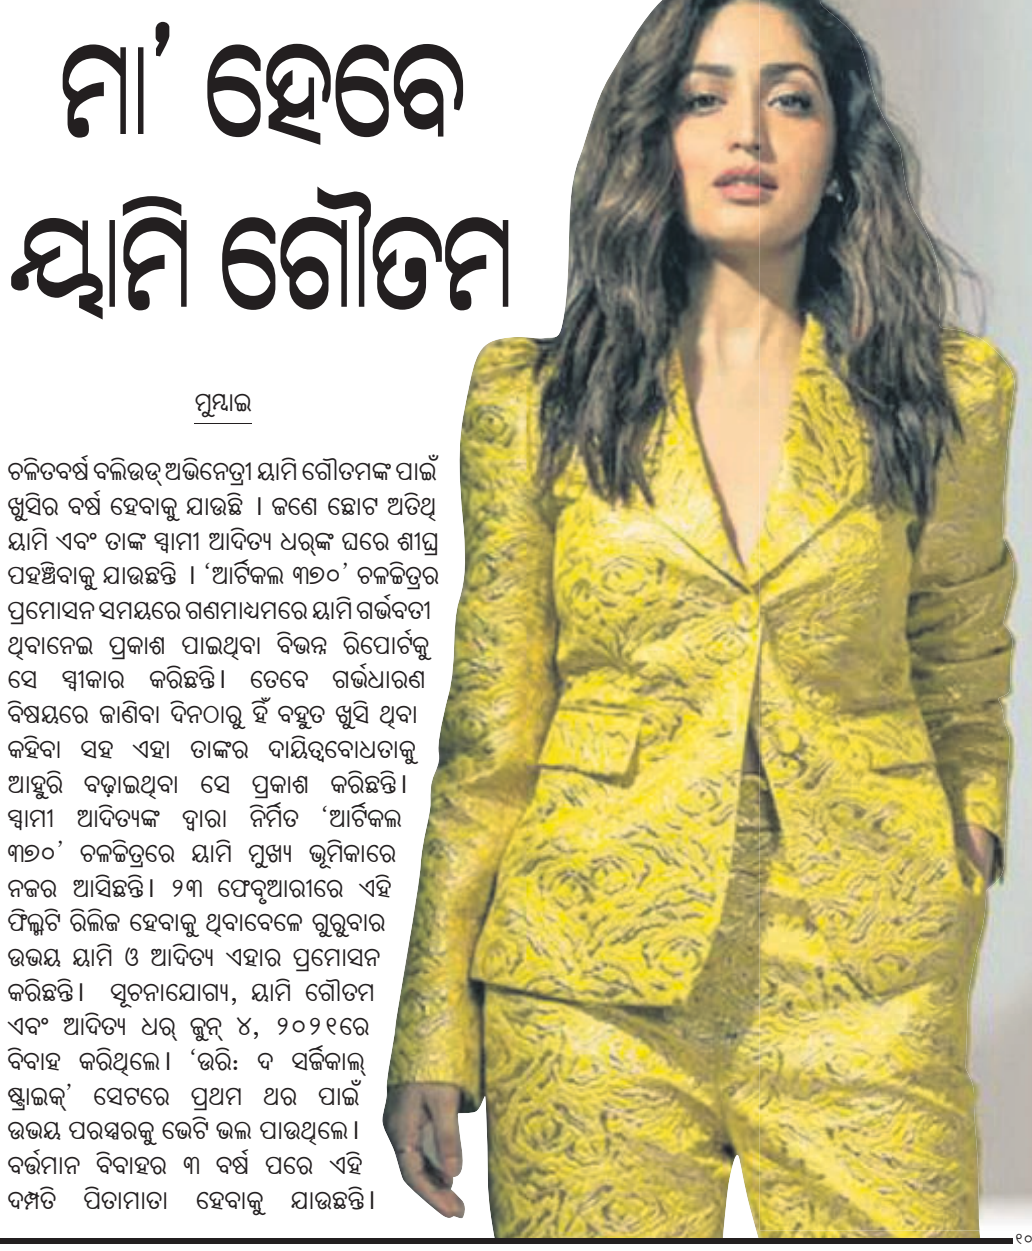 ମା’ ହେବେ
ୟାମି ଗୌତମ
ମୁମ୍ବାଇ
ଚଳିତବର୍ଷ ବଲିଉଡ୍ ଅଭିନେତ୍ରୀ ୟାମି ଗୌତମଙ୍କ ପାଇଁ
ଖୁସିର ବର୍ଷ ହେବାକୁ ଯାଉଛି । ଜଣେ ଛୋଟ ଅତିଥି
ୟାମି ଏବଂ ତାଙ୍କ ସ୍ୱାମୀ ଆଦିତ୍ୟ ଧର୍‌ଙ୍କ ଘରେ ଶୀଘ୍ର
ପହଞ୍ଚିବାକୁ ଯାଉଛନ୍ତି । ‘ଆର୍ଟିକଲ ୩୭୦’ ଚଳଚ୍ଚିତ୍ରର
ପ୍ରମୋସନ ସମୟରେ ଗଣମାଧ୍ୟମରେ ୟାମି ଗର୍ଭବତୀ
ଥିବାନେଇ ପ୍ରକାଶ ପାଇଥିବା ବିଭନ୍ନ ରିପୋର୍ଟକୁ
ସେ ସ୍ୱୀକାର କରିଛନ୍ତି। ତେବେ ଗର୍ଭଧାରଣ
ବିଷୟରେ ଜାଣିବା ଦିନଠାରୁ ହିଁ ବହୁତ ଖୁସି ଥିବା
କହିବା ସହ ଏହା ତାଙ୍କର ଦାୟିତ୍ୱବୋଧତାକୁ
ଆହୁରି ବଢ଼ାଇଥିବା ସେ ପ୍ରକାଶ କରିଛନ୍ତି।
ସ୍ୱାମୀ ଆଦିତ୍ୟଙ୍କ ଦ୍ୱାରା ନିର୍ମିତ ‘ଆର୍ଟିକଲ
୩୭୦’ ଚଳଚ୍ଚିତ୍ରରେ ୟାମି ମୁଖ୍ୟ ଭୂମିକାରେ
ନଜର ଆସିଛନ୍ତି। ୨୩ ଫେବୃଆରୀରେ ଏହି
ଫିଲ୍ମଟି ରିଲିଜ ହେବାକୁ ଥିବାବେଳେ ଗୁରୁବାର
ଉଭୟ ୟାମି ଓ ଆଦିତ୍ୟ ଏହାର ପ୍ରମୋସନ
କରିଛନ୍ତି। ସୂଚନାଯୋଗ୍ୟ, ୟାମି ଗୌତମ
ଏବଂ ଆଦିତ୍ୟ ଧର୍ ଜୁନ୍ ୪, ୨୦୨୧ରେ
ବିବାହ କରିଥିଲେ। ‘ଉରି: ଦ ସର୍ଜିକାଲ୍
ଷ୍ଟ୍ରାଇକ୍’ ସେଟରେ ପ୍ରଥମ ଥର ପାଇଁ
ଉଭୟ ପରସ୍ପରକୁ ଭେଟି ଭଲ ପାଉଥିଲେ।
ବର୍ତ୍ତମାନ ବିବାହର ୩ ବର୍ଷ ପରେ ଏହି
ଦମ୍ପତି ପିତାମାତା ହେବାକୁ ଯାଉଛନ୍ତି।
୧୦